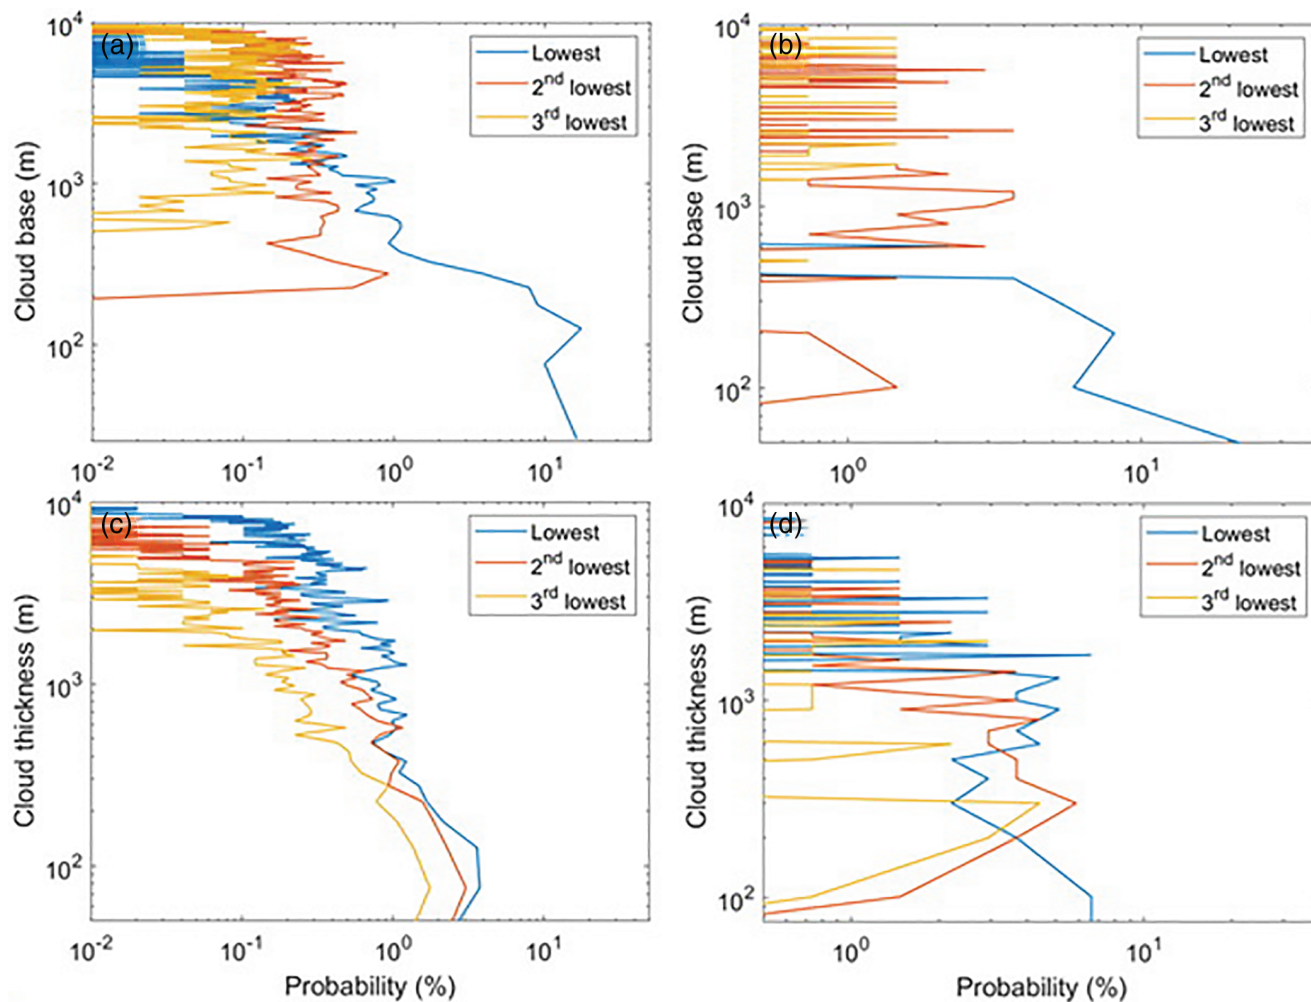 (a)
Cloud base (m)
10⁴
10³
10²
Lowest
2ⁿᵈ lowest
3ʳᵈ lowest
10⁻² 10⁻¹ 10⁰ 10¹
(b)
Cloud base (m)
10⁴
10³
10²
Lowest
2ⁿᵈ lowest
3ʳᵈ lowest
10⁰ 10¹
(c)
Cloud thickness (m)
10⁴
10³
10²
Lowest
2ⁿᵈ lowest
3ʳᵈ lowest
10⁻² 10⁻¹ 10⁰ 10¹
Probability (%)
(d)
Cloud thickness (m)
10⁴
10³
10²
Lowest
2ⁿᵈ lowest
3ʳᵈ lowest
10⁰ 10¹
Probability (%)